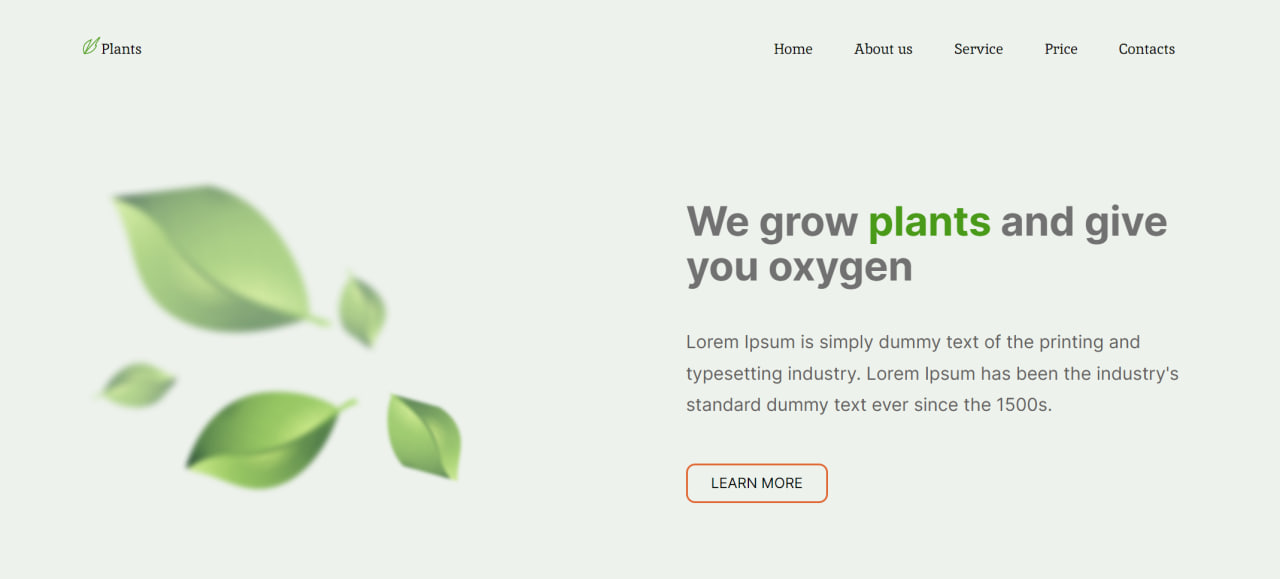 Plants
Home About us Service Price Contacts
We grow plants and give
you oxygen
Lorem Ipsum is simply dummy text of the printing and
typesetting industry. Lorem Ipsum has been the industry's
standard dummy text ever since the 1500s.
LEARN MORE